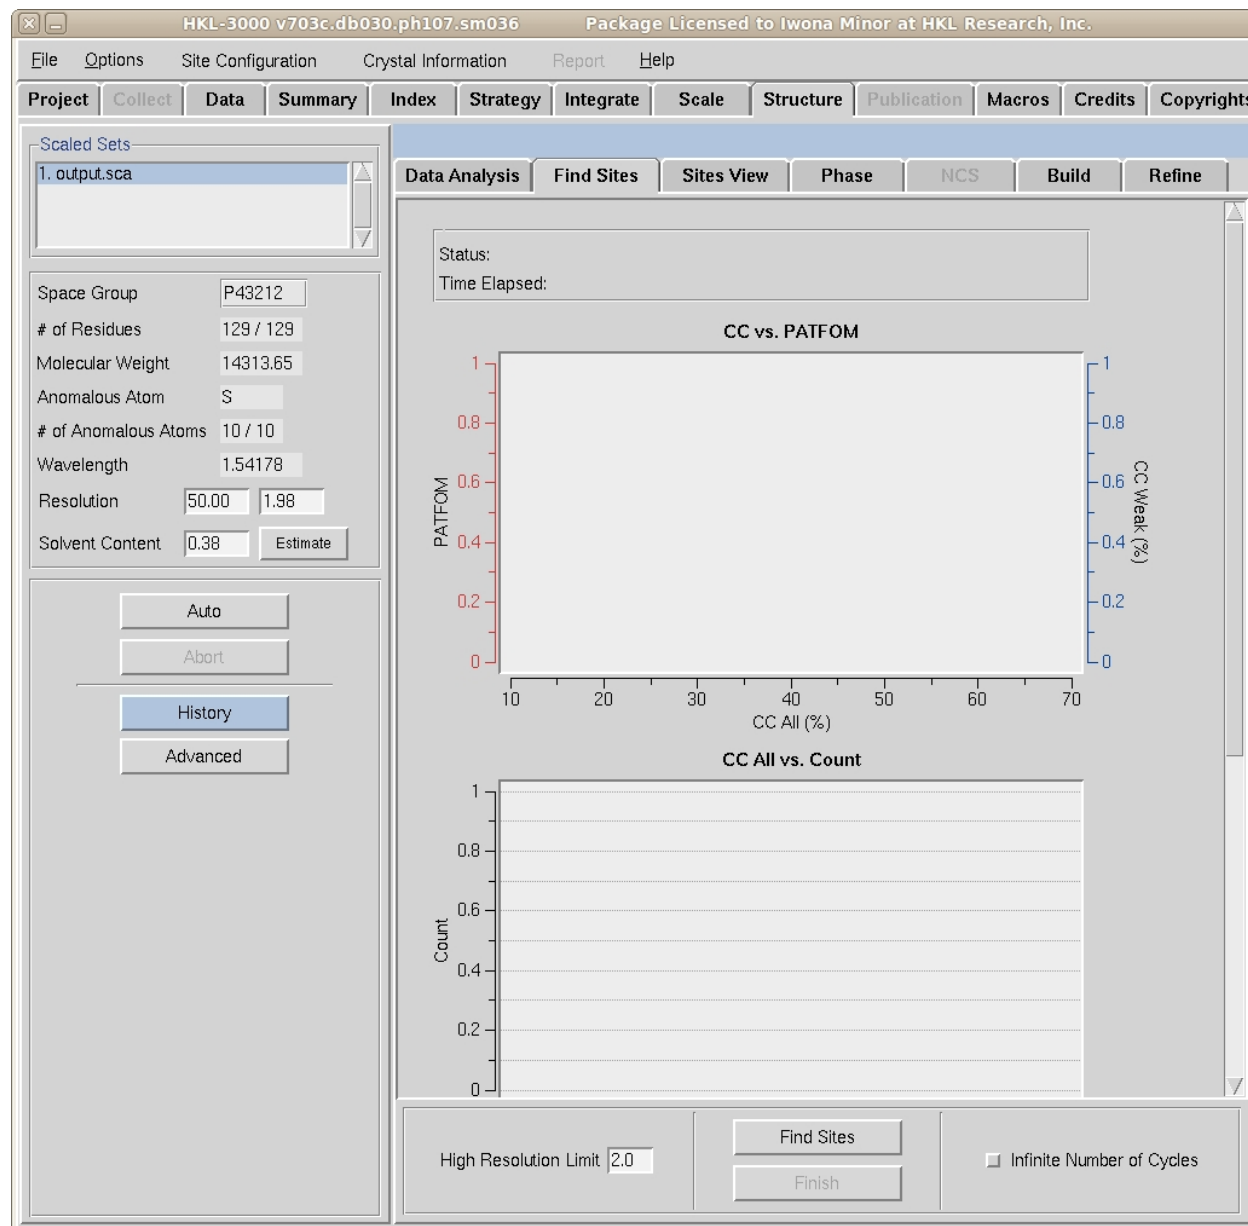 HKL-3000 v703c.db030.ph107.sm036 Package Licensed to Iwona Minor at HKL Research, Inc.
File Options Site Configuration Crystal Information Report Help
Project Collect Data Summary Index Strategy Integrate Scale Structure Publication Macros Credits Copyrights
Scaled Sets
1. output.sca
Space Group P43212
# of Residues 129 / 129
Molecular Weight 14313.65
Anomalous Atom S
# of Anomalous Atoms 10 / 10
Wavelength 1.54178
Resolution 50.00 1.98
Solvent Content 0.38 Estimate
Auto
Abort
History
Advanced
Data Analysis Find Sites Sites View Phase NCS Build Refine
Status:
Time Elapsed:
CC vs. PATFOM
1 1
0.8 0.8
0.6 0.6
0.4 0.4
0.2 0.2
0 0
PATFOM
CC Weak (%)
10 20 30 40 50 60 70
CC All (%)
CC All vs. Count
1
0.8
0.6
0.4
0.2
0
Count
High Resolution Limit 2.0
Find Sites
Finish
Infinite Number of Cycles